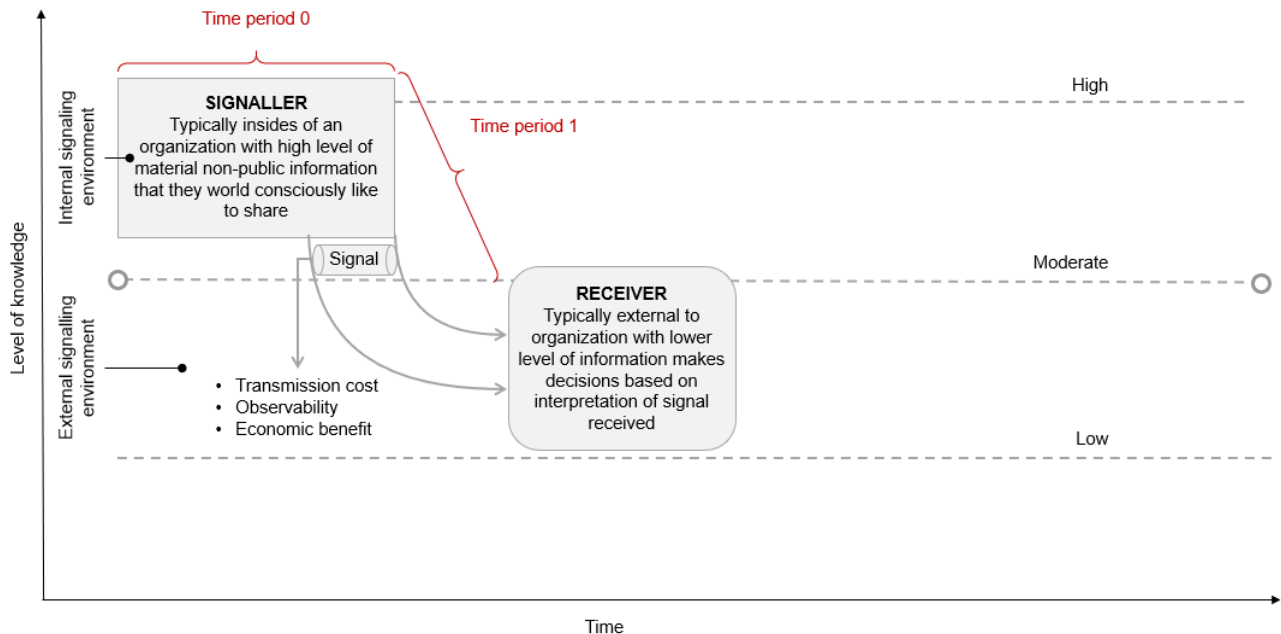 Time period 0
High
SIGNALLER
Typically insides of an
organization with high level of
material non-public information
that they world consciously like
to share
Time period 1
Internal signaling
environment
Signal
Moderate
Level of knowledge
RECEIVER
Typically external to
organization with lower
level of information makes
decisions based on
interpretation of signal
received
External signalling
environment
• Transmission cost
• Observability
• Economic benefit
Low
Time